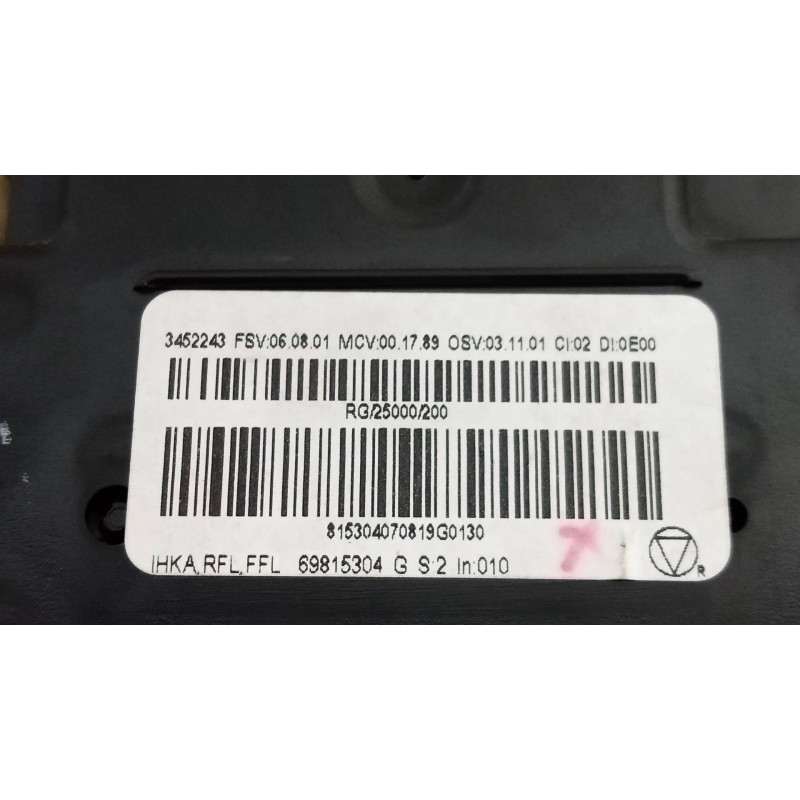 3452243 FSV:06.08.01 MCV:00.17.89 OSV:03.11.01 CI:02 DI:0E00
RG/25000/200
815304070819G0130
IHKA,RFL,FFL 69815304 G S:2 In:010
R